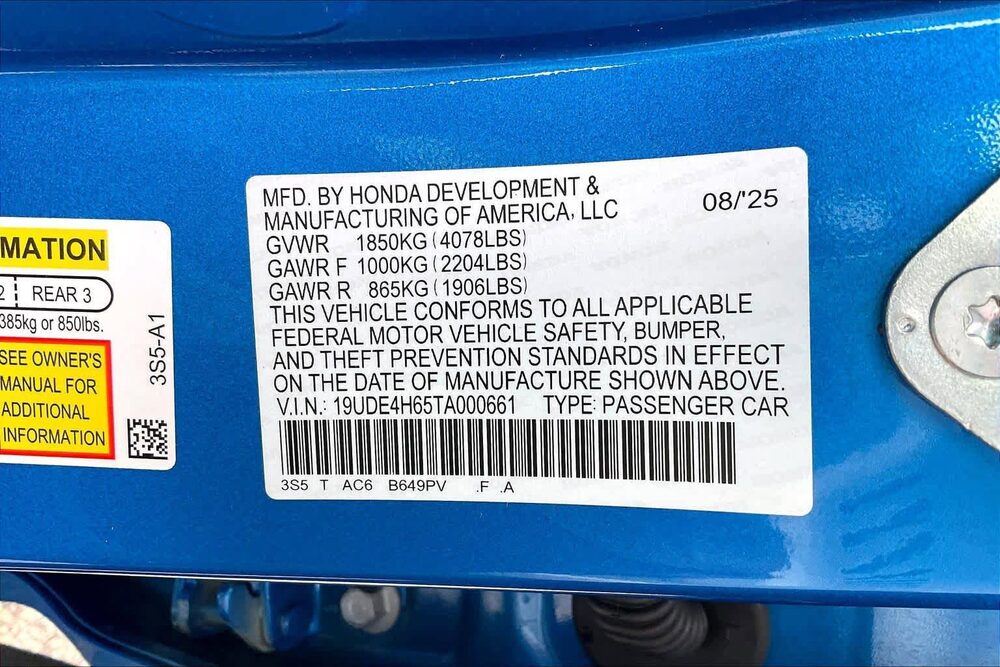 MFD. BY HONDA DEVELOPMENT &
MANUFACTURING OF AMERICA, LLC
08/'25
GVWR 1850KG (4078LBS)
GAWR F 1000KG (2204LBS)
GAWR R 865KG (1906LBS)
THIS VEHICLE CONFORMS TO ALL APPLICABLE
FEDERAL MOTOR VEHICLE SAFETY, BUMPER,
AND THEFT PREVENTION STANDARDS IN EFFECT
ON THE DATE OF MANUFACTURE SHOWN ABOVE.
V.I.N.: 19UDE4H65TA000661 TYPE: PASSENGER CAR
3S5 T AC6 B649PV .F .A
MATION
2 REAR 3
385kg or 850lbs.
SEE OWNER'S
MANUAL FOR
ADDITIONAL
INFORMATION
3S5-A1